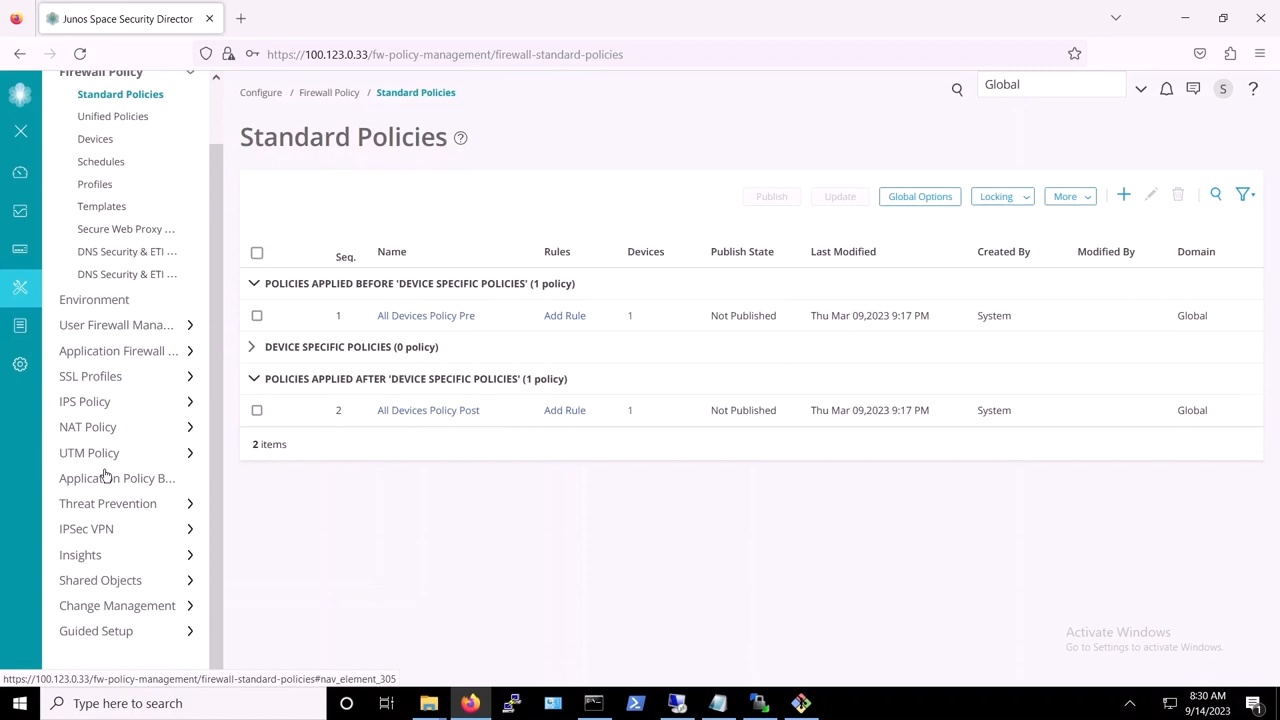 Junos Space Security Director
https://100.123.0.33/fw-policy-management/firewall-standard-policies
Firewall Policy
Standard Policies
Unified Policies
Devices
Schedules
Profiles
Templates
Secure Web Proxy ...
DNS Security & ETI ...
DNS Security & ETI ...
Environment
User Firewall Mana...
Application Firewall ...
SSL Profiles
IPS Policy
NAT Policy
UTM Policy
Application Policy B...
Threat Prevention
IPSec VPN
Insights
Shared Objects
Change Management
Guided Setup
Configure / Firewall Policy / Standard Policies
Global
S
?
Standard Policies ?
Publish Update Global Options Locking More
Seq. Name Rules Devices Publish State Last Modified Created By Modified By Domain
POLICIES APPLIED BEFORE 'DEVICE SPECIFIC POLICIES' (1 policy)
1 All Devices Policy Pre Add Rule 1 Not Published Thu Mar 09,2023 9:17 PM System Global
DEVICE SPECIFIC POLICIES (0 policy)
POLICIES APPLIED AFTER 'DEVICE SPECIFIC POLICIES' (1 policy)
2 All Devices Policy Post Add Rule 1 Not Published Thu Mar 09,2023 9:17 PM System Global
2 items
Activate Windows
Go to Settings to activate Windows.
https://100.123.0.33/fw-policy-management/firewall-standard-policies#nav_element_305
Type here to search
8:30 AM
9/14/2023
1